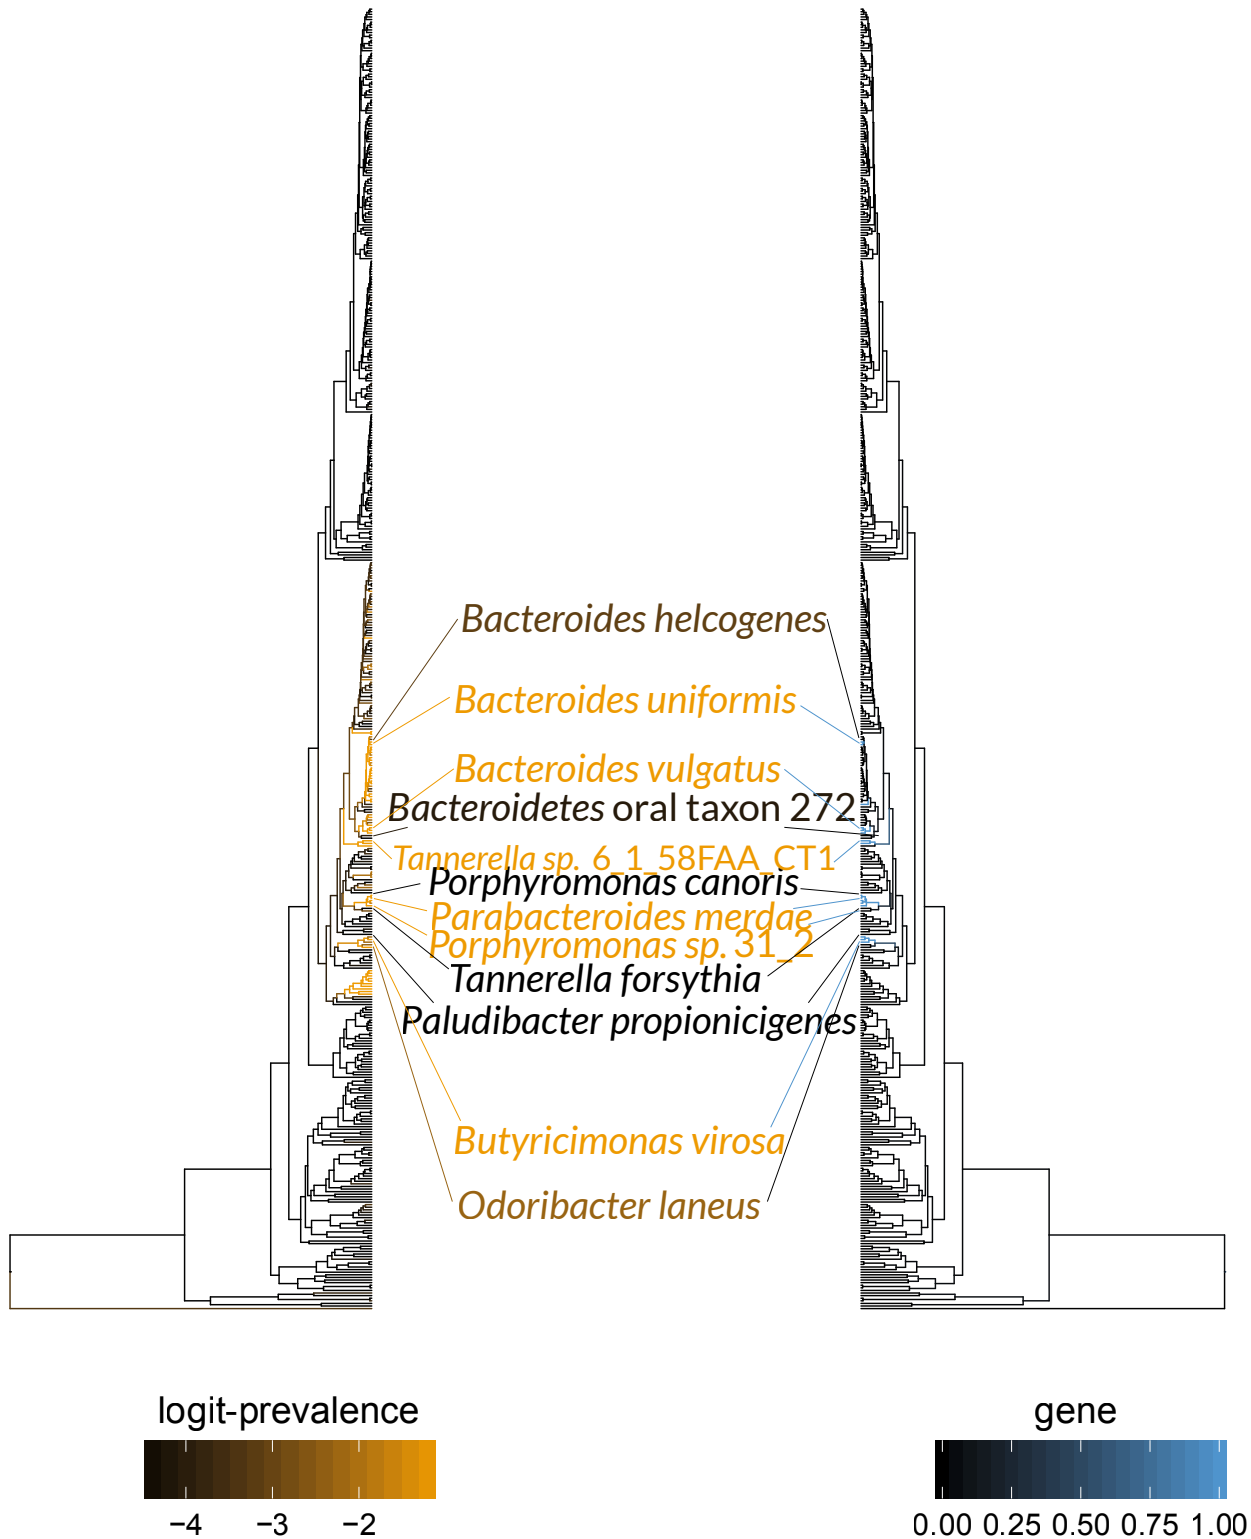 Bacteroides helcogenes
Bacteroides uniformis
Bacteroides vulgatus
Bacteroidetes oral taxon 272
Tannerella sp. 6_1_58FAA_CT1
Porphyromonas canoris
Parabacteroides merdae
Porphyromonas sp. 31_2
Tannerella forsythia
Paludibacter propionicigenes
Butyricimonas virosa
Odoribacter laneus
logit-prevalence
−4 −3 −2
gene
0.00 0.25 0.50 0.75 1.00